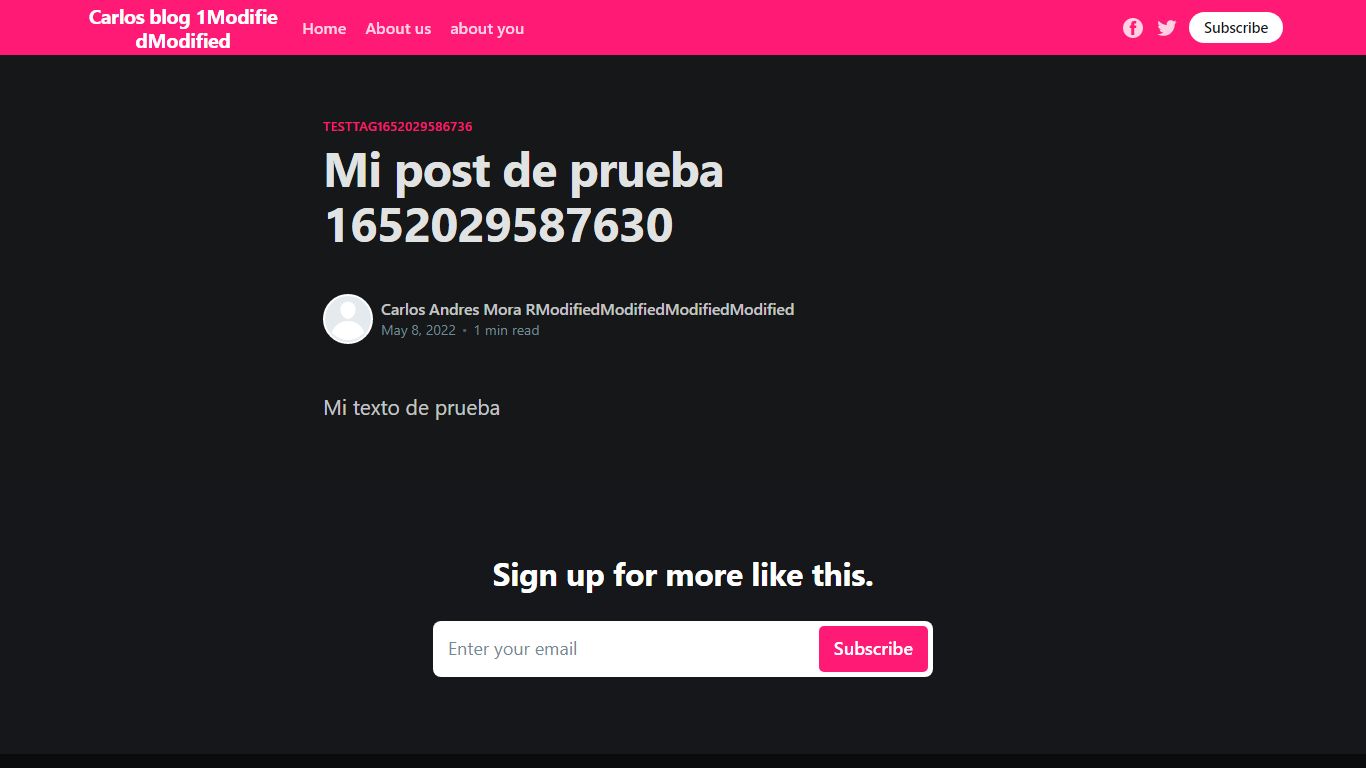 Carlos blog 1Modifie
dModified
Home About us about you
Subscribe
TESTTAG1652029586736
Mi post de prueba
1652029587630
Carlos Andres Mora RModifiedModifiedModifiedModified
May 8, 2022 • 1 min read
Mi texto de prueba
Sign up for more like this.
Enter your email
Subscribe